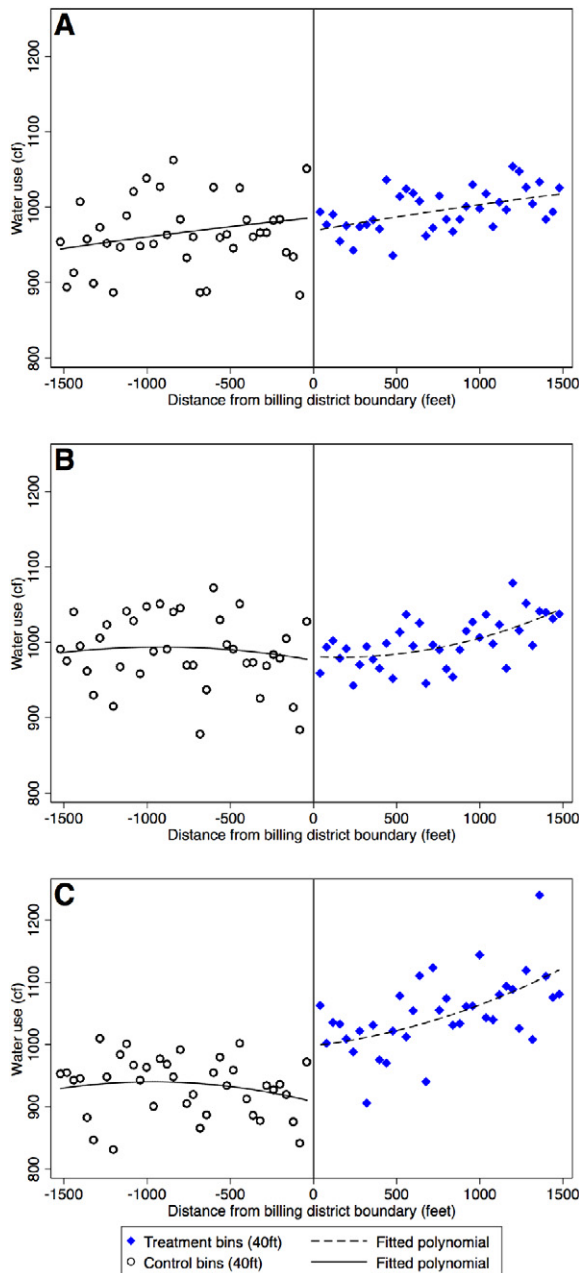 A
1200
1100
1000
900
800
Water use (cf)
-1500 -1000 -500 0 500 1000 1500
Distance from billing district boundary (feet)
B
1200
1100
1000
900
800
Water use (cf)
-1500 -1000 -500 0 500 1000 1500
Distance from billing district boundary (feet)
C
1200
1100
1000
900
800
Water use (cf)
-1500 -1000 -500 0 500 1000 1500
Distance from billing district boundary (feet)
Treatment bins (40ft) Fitted polynomial
Control bins (40ft) Fitted polynomial